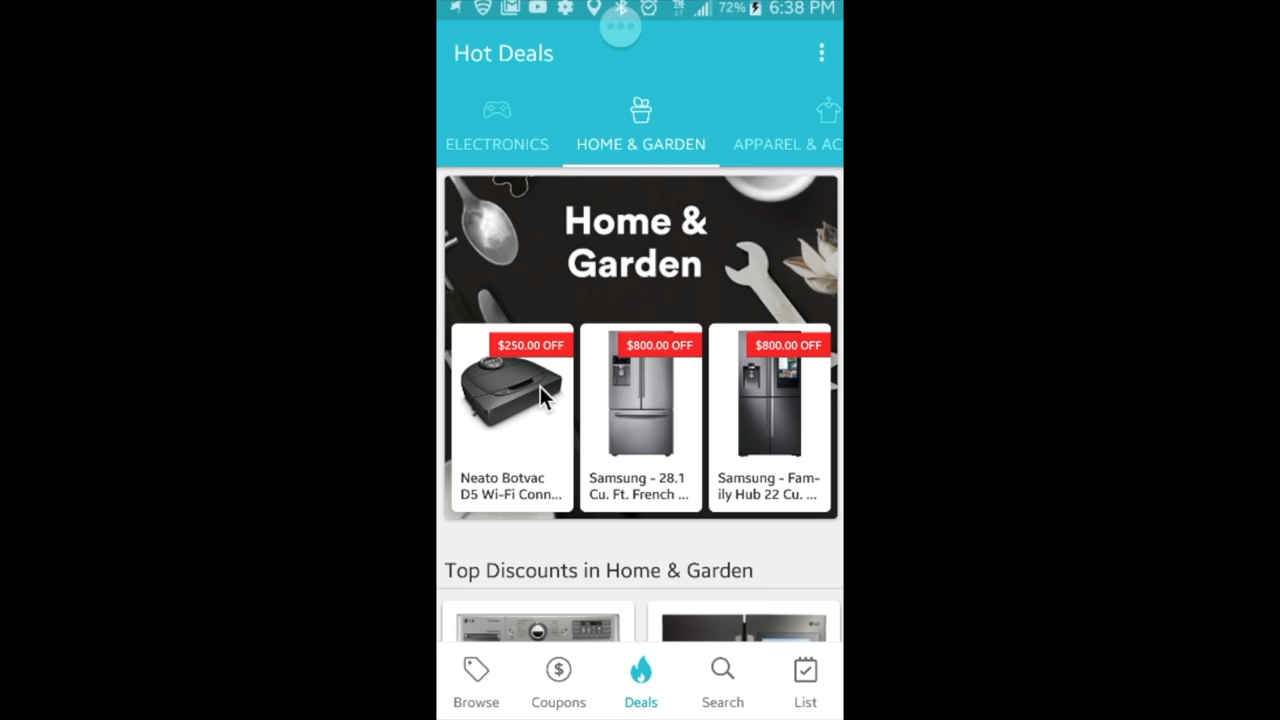 72% 6:38 PM
Hot Deals
ELECTRONICS
HOME & GARDEN
APPAREL & AC
Home &
Garden
$250.00 OFF
$800.00 OFF
$800.00 OFF
Neato Botvac
D5 Wi-Fi Conn...
Samsung - 28.1
Cu. Ft. French ...
Samsung - Fam-
ily Hub 22 Cu. ...
Top Discounts in Home & Garden
LG
LG
Browse
Coupons
Deals
Search
List